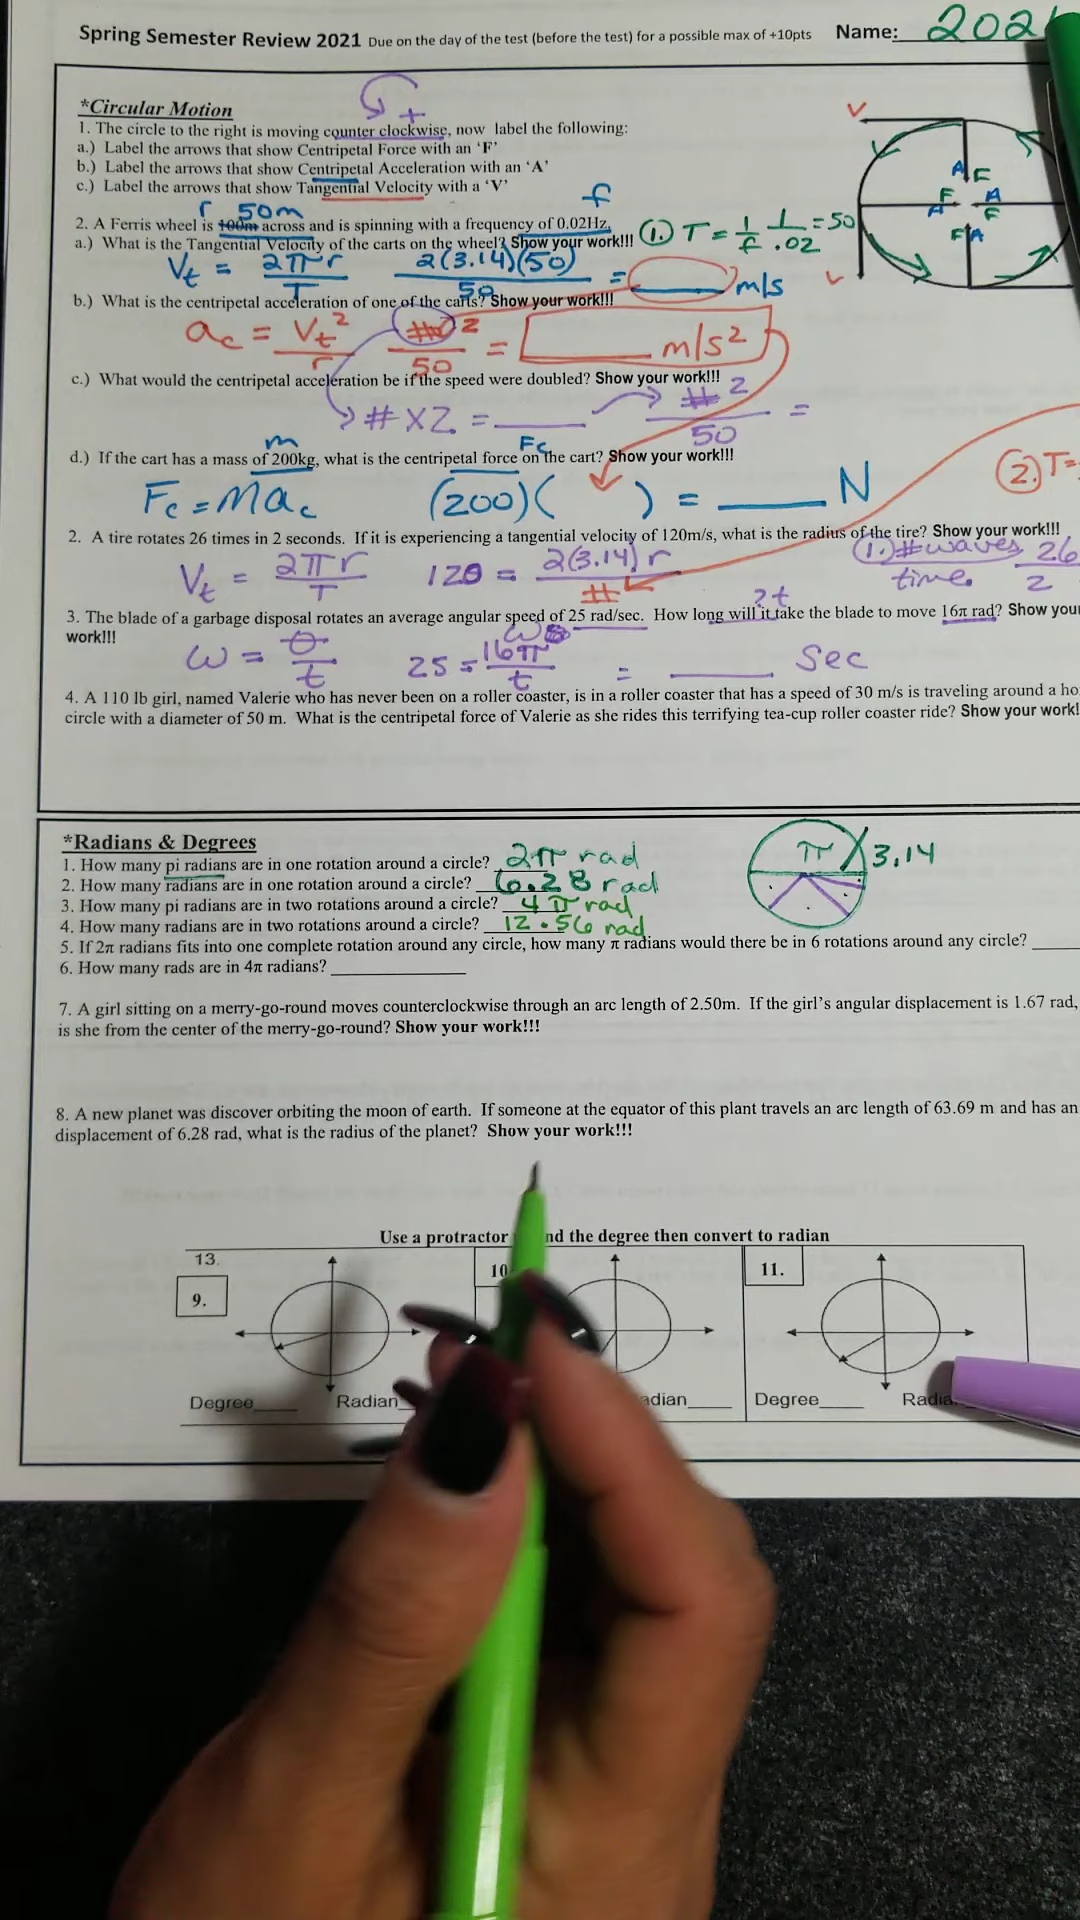 Spring Semester Review 2021 Due on the day of the test (before the test) for a possible max of +10pts Name: 202
*Circular Motion +
1. The circle to the right is moving counter clockwise, now label the following:
a.) Label the arrows that show Centripetal Force with an 'F'
b.) Label the arrows that show Centripetal Acceleration with an 'A'
c.) Label the arrows that show Tangential Velocity with a 'V'
V
A F
F A
A F
F A
V
r 50m f
2. A Ferris wheel is 100m across and is spinning with a frequency of 0.02Hz.
① T = 1/f 1/.02 = 50
a.) What is the Tangential Velocity of the carts on the wheel? Show your work!!!
Vt = 2πr/T 2(3.14)(50)/50 = ____ m/s
b.) What is the centripetal acceleration of one of the carts? Show your work!!!
ac = Vt²/r #²/50 = ____ m/s²
c.) What would the centripetal acceleration be if the speed were doubled? Show your work!!!
# X2 = ____ #²/50 =
m Fc
d.) If the cart has a mass of 200kg, what is the centripetal force on the cart? Show your work!!!
Fc = Mac (200)( ) = ____ N
② T=
2. A tire rotates 26 times in 2 seconds. If it is experiencing a tangential velocity of 120m/s, what is the radius of the tire? Show your work!!!
Vt = 2πr/T 120 = 2(3.14)r/# ① #waves/time 26/2
?t
3. The blade of a garbage disposal rotates an average angular speed of 25 rad/sec. How long will it take the blade to move 16π rad? Show you
work!!! ω
ω = θ/t 25 = 16π/t = ____ Sec
4. A 110 lb girl, named Valerie who has never been on a roller coaster, is in a roller coaster that has a speed of 30 m/s is traveling around a ho
circle with a diameter of 50 m. What is the centripetal force of Valerie as she rides this terrifying tea-cup roller coaster ride? Show your work!
*Radians & Degrees
1. How many pi radians are in one rotation around a circle? 2π rad
2. How many radians are in one rotation around a circle? 6.28 rad
3. How many pi radians are in two rotations around a circle? 4π rad
4. How many radians are in two rotations around a circle? 12.56 rad
π 3.14
5. If 2π radians fits into one complete rotation around any circle, how many π radians would there be in 6 rotations around any circle? ____
6. How many rads are in 4π radians? ____
7. A girl sitting on a merry-go-round moves counterclockwise through an arc length of 2.50m. If the girl's angular displacement is 1.67 rad,
is she from the center of the merry-go-round? Show your work!!!
8. A new planet was discover orbiting the moon of earth. If someone at the equator of this plant travels an arc length of 63.69 m and has an
displacement of 6.28 rad, what is the radius of the planet? Show your work!!!
Use a protractor nd the degree then convert to radian
13.
9.
10
11.
Degree____ Radian
adian____
Degree____ Radia